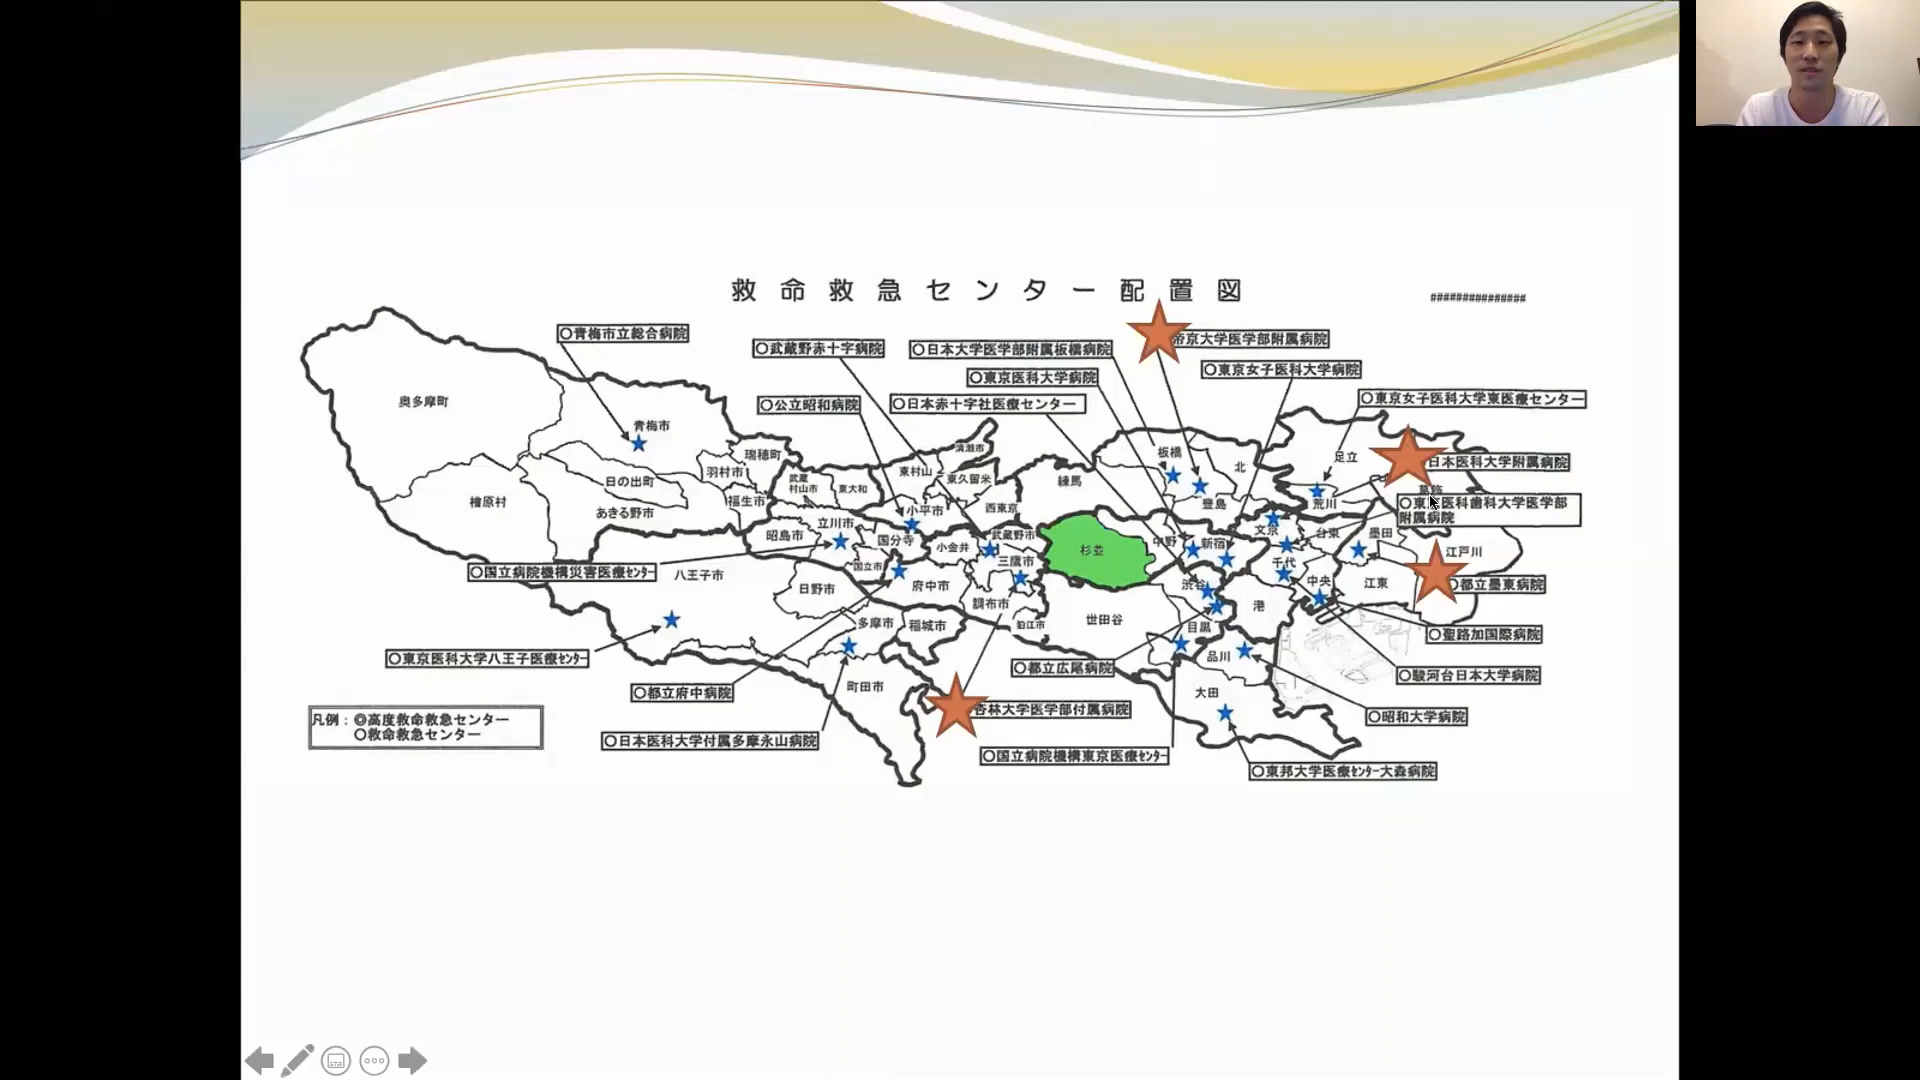 救命救急センター配置図
###############
○青梅市立総合病院
○武蔵野赤十字病院
○日本大学医学部附属板橋病院
帝京大学医学部附属病院
○東京医科大学病院
○東京女子医科大学病院
○公立昭和病院
○日本赤十字社医療センター
○東京女子医科大学東医療センター
奥多摩町
青梅市
瑞穂町
羽村市
日の出町
福生市
檜原村
あきる野市
武蔵
村山市
東大和
東村山
清瀬市
東久留米
西東京
小平市
練馬
板橋
北
豊島
足立
荒川
日本医科大学附属病院
○東京医科歯科大学医学部
附属病院
昭島市
立川市
国分寺
小金井
武蔵野市
三鷹市
杉並
中野
新宿
文京
台東
墨田
江戸川
○国立病院機構災害医療センター
八王子市
国立市
日野市
府中市
調布市
狛江市
世田谷
渋谷
千代
中央
江東
港
都立墨東病院
多摩市
稲城市
目黒
品川
○聖路加国際病院
○東京医科大学八王子医療センター
○都立府中病院
町田市
○都立広尾病院
大田
○駿河台日本大学病院
杏林大学医学部付属病院
○昭和大学病院
凡例：◎高度救命救急センター
○救命救急センター
○日本医科大学付属多摩永山病院
○国立病院機構東京医療センター
○東邦大学医療センター大森病院